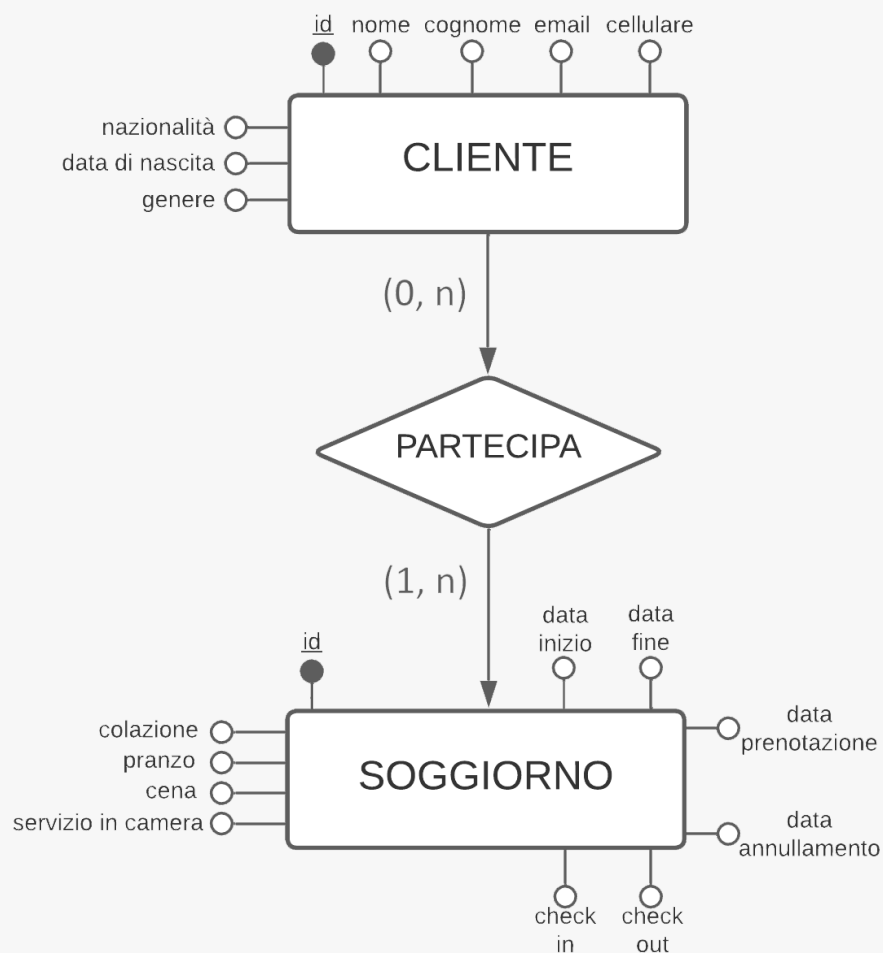 id nome cognome email cellulare
nazionalità
data di nascita
genere
CLIENTE
(0, n)
PARTECIPA
(1, n)
id
data
inizio
data
fine
colazione
pranzo
cena
servizio in camera
SOGGIORNO
data
prenotazione
data
annullamento
check
in
check
out